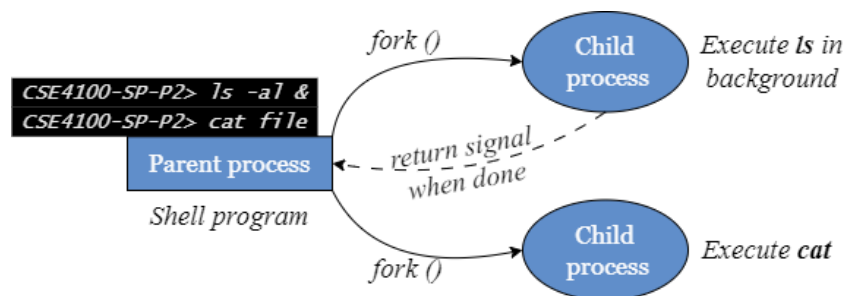 fork ()
Child
process
Execute ls in
background
CSE4100-SP-P2> ls -al &
CSE4100-SP-P2> cat file
return signal
when done
Parent process
Shell program
fork ()
Child
process
Execute cat